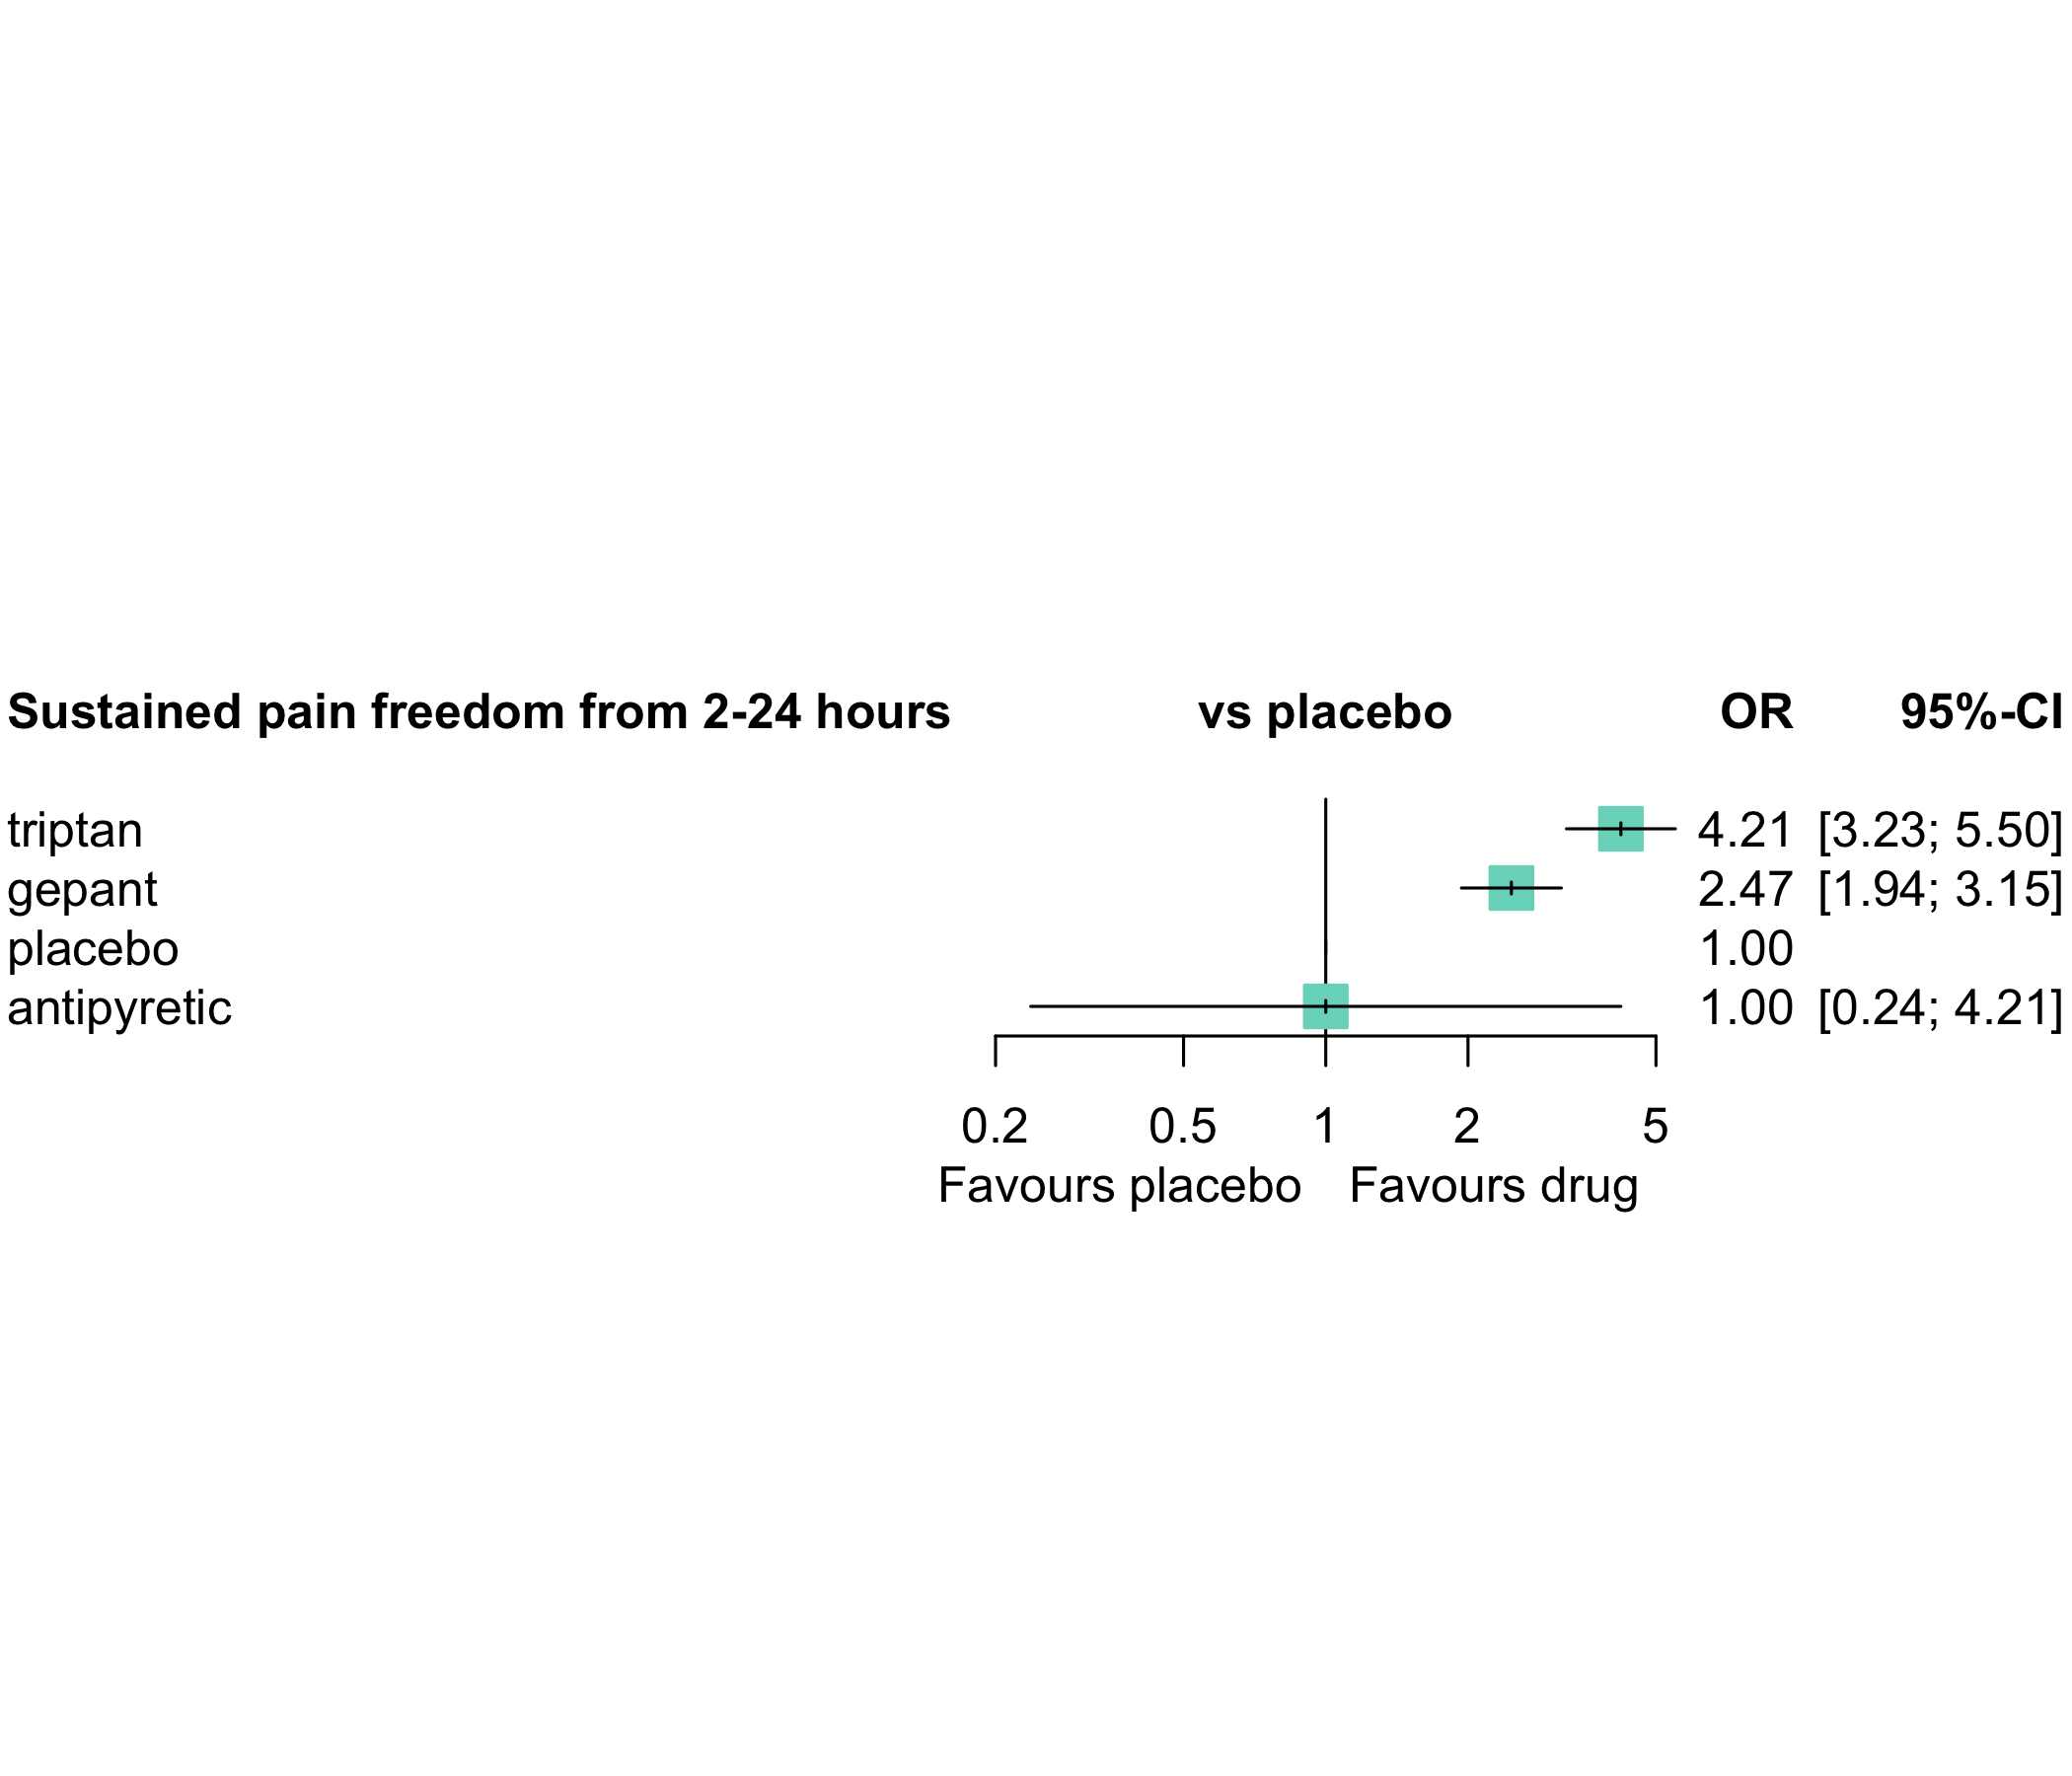 Sustained pain freedom from 2-24 hours vs placebo OR 95%-CI
triptan 4.21 [3.23; 5.50]
gepant 2.47 [1.94; 3.15]
placebo 1.00
antipyretic 1.00 [0.24; 4.21]
0.2 0.5 1 2 5
Favours placebo Favours drug